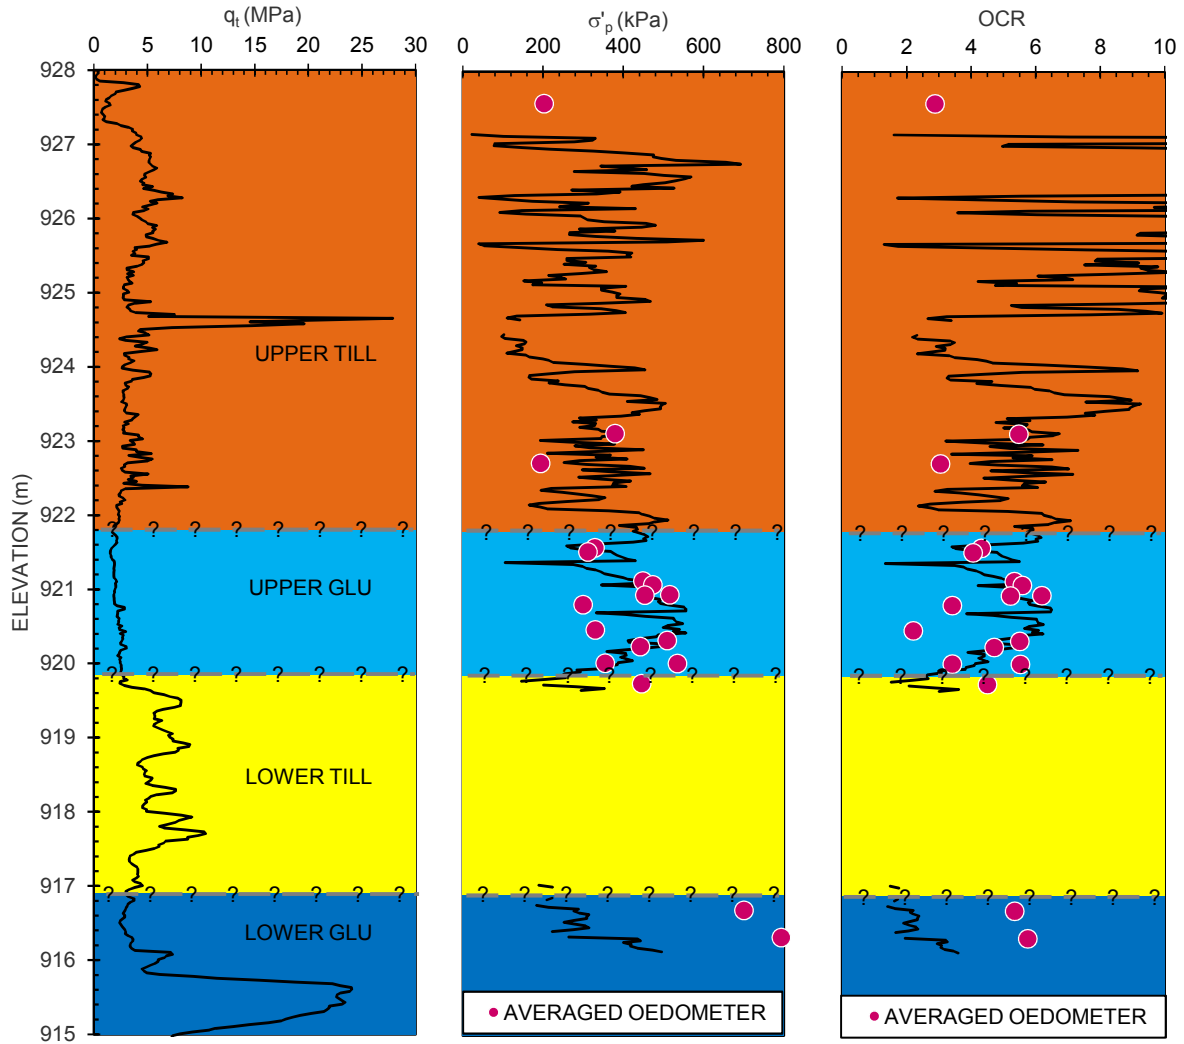 qt (MPa)
σ'p (kPa)
OCR
0 5 10 15 20 25 30
0 200 400 600 800
0 2 4 6 8 10
ELEVATION (m)
928
927
926
925
924
923
922
921
920
919
918
917
916
915
UPPER TILL
? ? ? ? ? ? ? ?
? ? ? ? ? ? ? ?
? ? ? ? ? ? ? ?
UPPER GLU
? ? ? ? ? ? ? ?
? ? ? ? ? ? ? ?
? ? ? ? ? ? ? ?
LOWER TILL
? ? ? ? ? ? ? ?
? ? ? ? ? ? ? ?
? ? ? ? ? ? ? ?
LOWER GLU
AVERAGED OEDOMETER
AVERAGED OEDOMETER